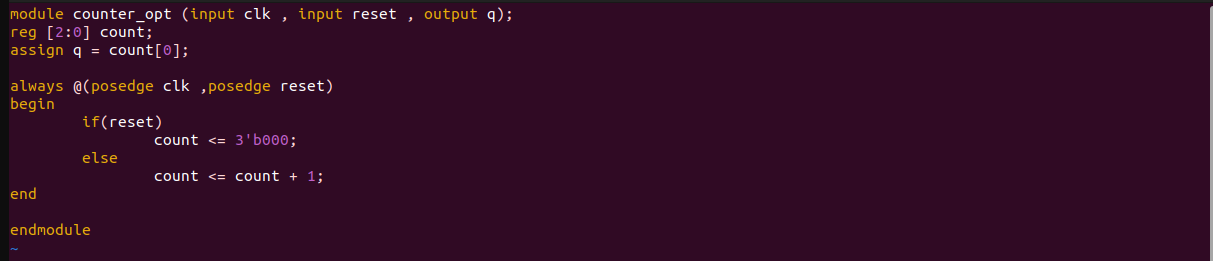 module counter_opt (input clk , input reset , output q);
reg [2:0] count;
assign q = count[0];
always @(posedge clk ,posedge reset)
begin
if(reset)
count <= 3'b000;
else
count <= count + 1;
end
endmodule
~